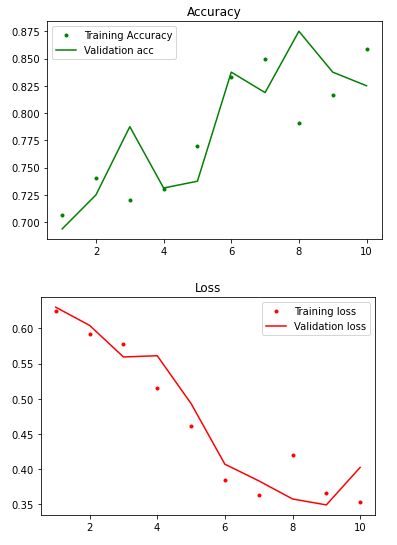 Accuracy
Training Accuracy
Validation acc
0.875
0.850
0.825
0.800
0.775
0.750
0.725
0.700
2 4 6 8 10
Loss
Training loss
Validation loss
0.60
0.55
0.50
0.45
0.40
0.35
2 4 6 8 10